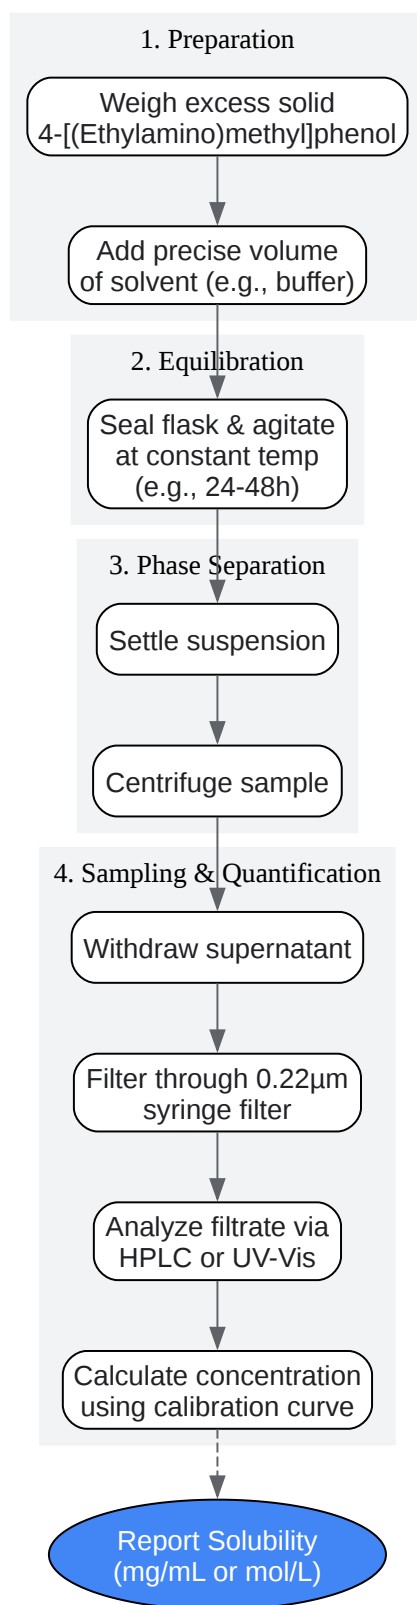 1. Preparation
Weigh excess solid
4-[(Ethylamino)methyl]phenol
Add precise volume
of solvent (e.g., buffer)
2. Equilibration
Seal flask & agitate
at constant temp
(e.g., 24-48h)
3. Phase Separation
Settle suspension
Centrifuge sample
4. Sampling & Quantification
Withdraw supernatant
Filter through 0.22µm
syringe filter
Analyze filtrate via
HPLC or UV-Vis
Calculate concentration
using calibration curve
Report Solubility
(mg/mL or mol/L)